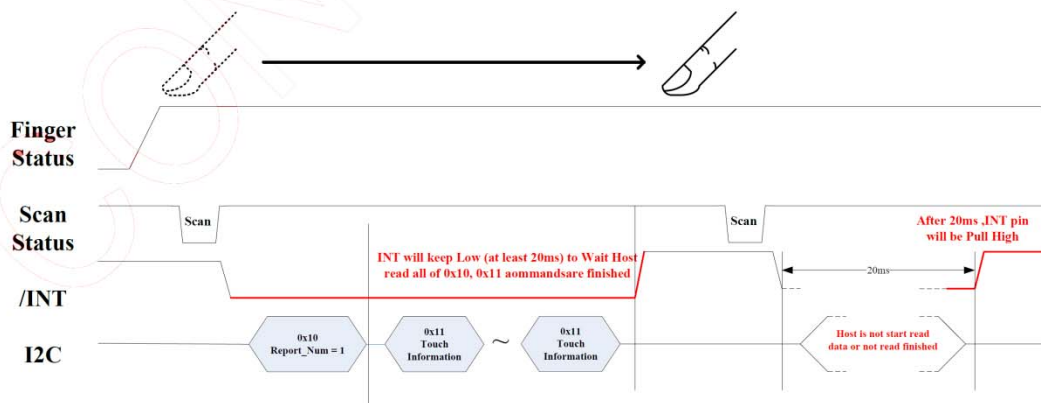 Finger
Status
Scan
Status
Scan
Scan
After 20ms ,INT pin
will be Pull High
INT will keep Low (at least 20ms) to Wait Host
read all of 0x10, 0x11 aommandsare finished
20ms
/INT
I2C
0x10
Report_Num = 1
0x11
Touch
Information
~
0x11
Touch
Information
Host is not start read
data or not read finished